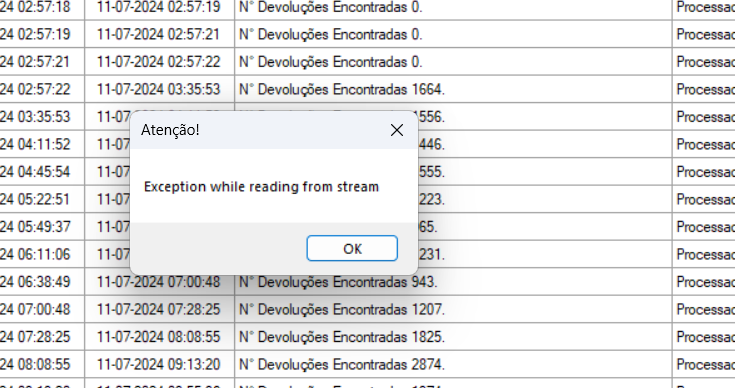 24 02:57:18 11-07-2024 02:57:19 N° Devoluções Encontradas 0. Processad
24 02:57:19 11-07-2024 02:57:21 N° Devoluções Encontradas 0. Processad
24 02:57:21 11-07-2024 02:57:22 N° Devoluções Encontradas 0. Processad
24 02:57:22 11-07-2024 03:35:53 N° Devoluções Encontradas 1664. Processad
24 03:35:53 11-07 1556. Processad
24 04:11:52 11-07 446. Processad
24 04:45:54 11-07 555. Processad
24 05:22:51 11-07 223. Processad
24 05:49:37 11-07 65. Processad
24 06:11:06 11-07 231. Processad
24 06:38:49 11-07-2024 07:00:48 N° Devoluções Encontradas 943. Processad
24 07:00:48 11-07-2024 07:28:25 N° Devoluções Encontradas 1207. Processad
24 07:28:25 11-07-2024 08:08:55 N° Devoluções Encontradas 1825. Processad
24 08:08:55 11-07-2024 09:13:20 N° Devoluções Encontradas 2874. Processad
Atenção!
Exception while reading from stream
OK